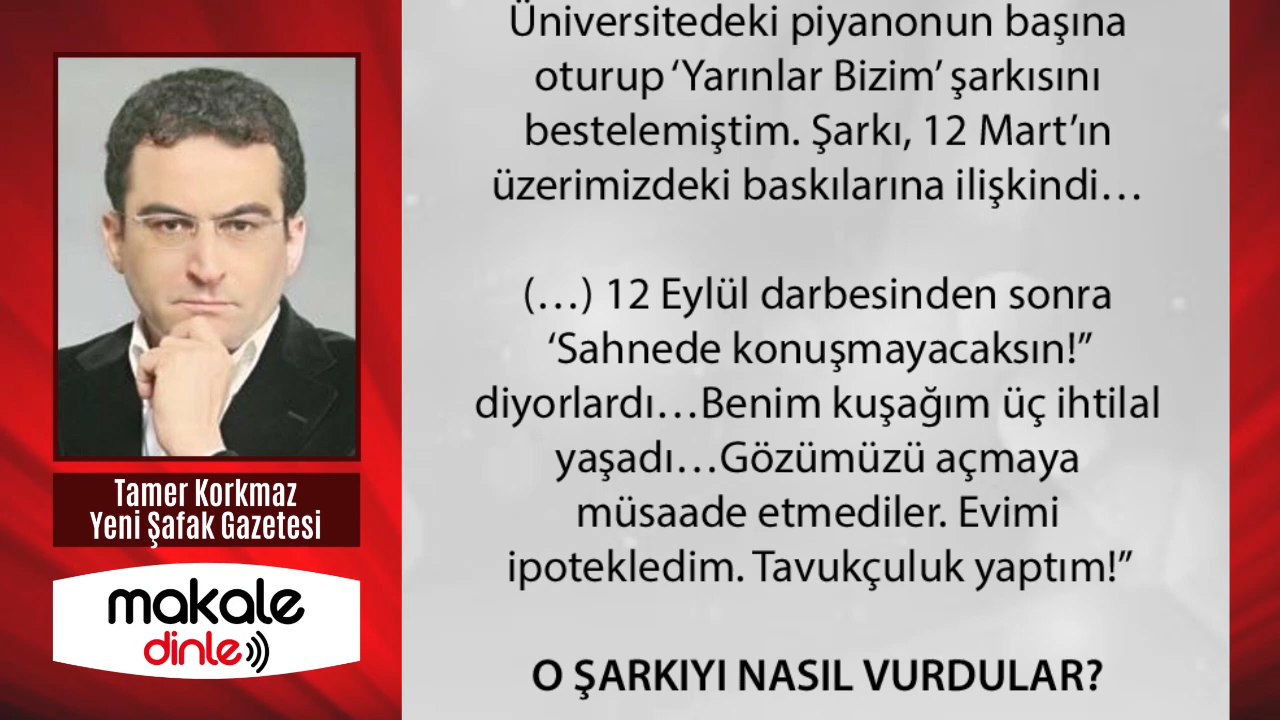 Üniversitedeki piyanonun başına
oturup ‘Yarınlar Bizim’ şarkısını
bestelemiştim. Şarkı, 12 Mart’ın
üzerimizdeki baskılarına ilişkindi…
(…) 12 Eylül darbesinden sonra
‘Sahnede konuşmayacaksın!”
diyorlardı…Benim kuşağım üç ihtilal
yaşadı…Gözümüzü açmaya
müsaade etmediler. Evimi
ipotekledim. Tavukçuluk yaptım!”
O ŞARKIYI NASIL VURDULAR?
Tamer Korkmaz
Yeni Şafak Gazetesi
makale
dinle